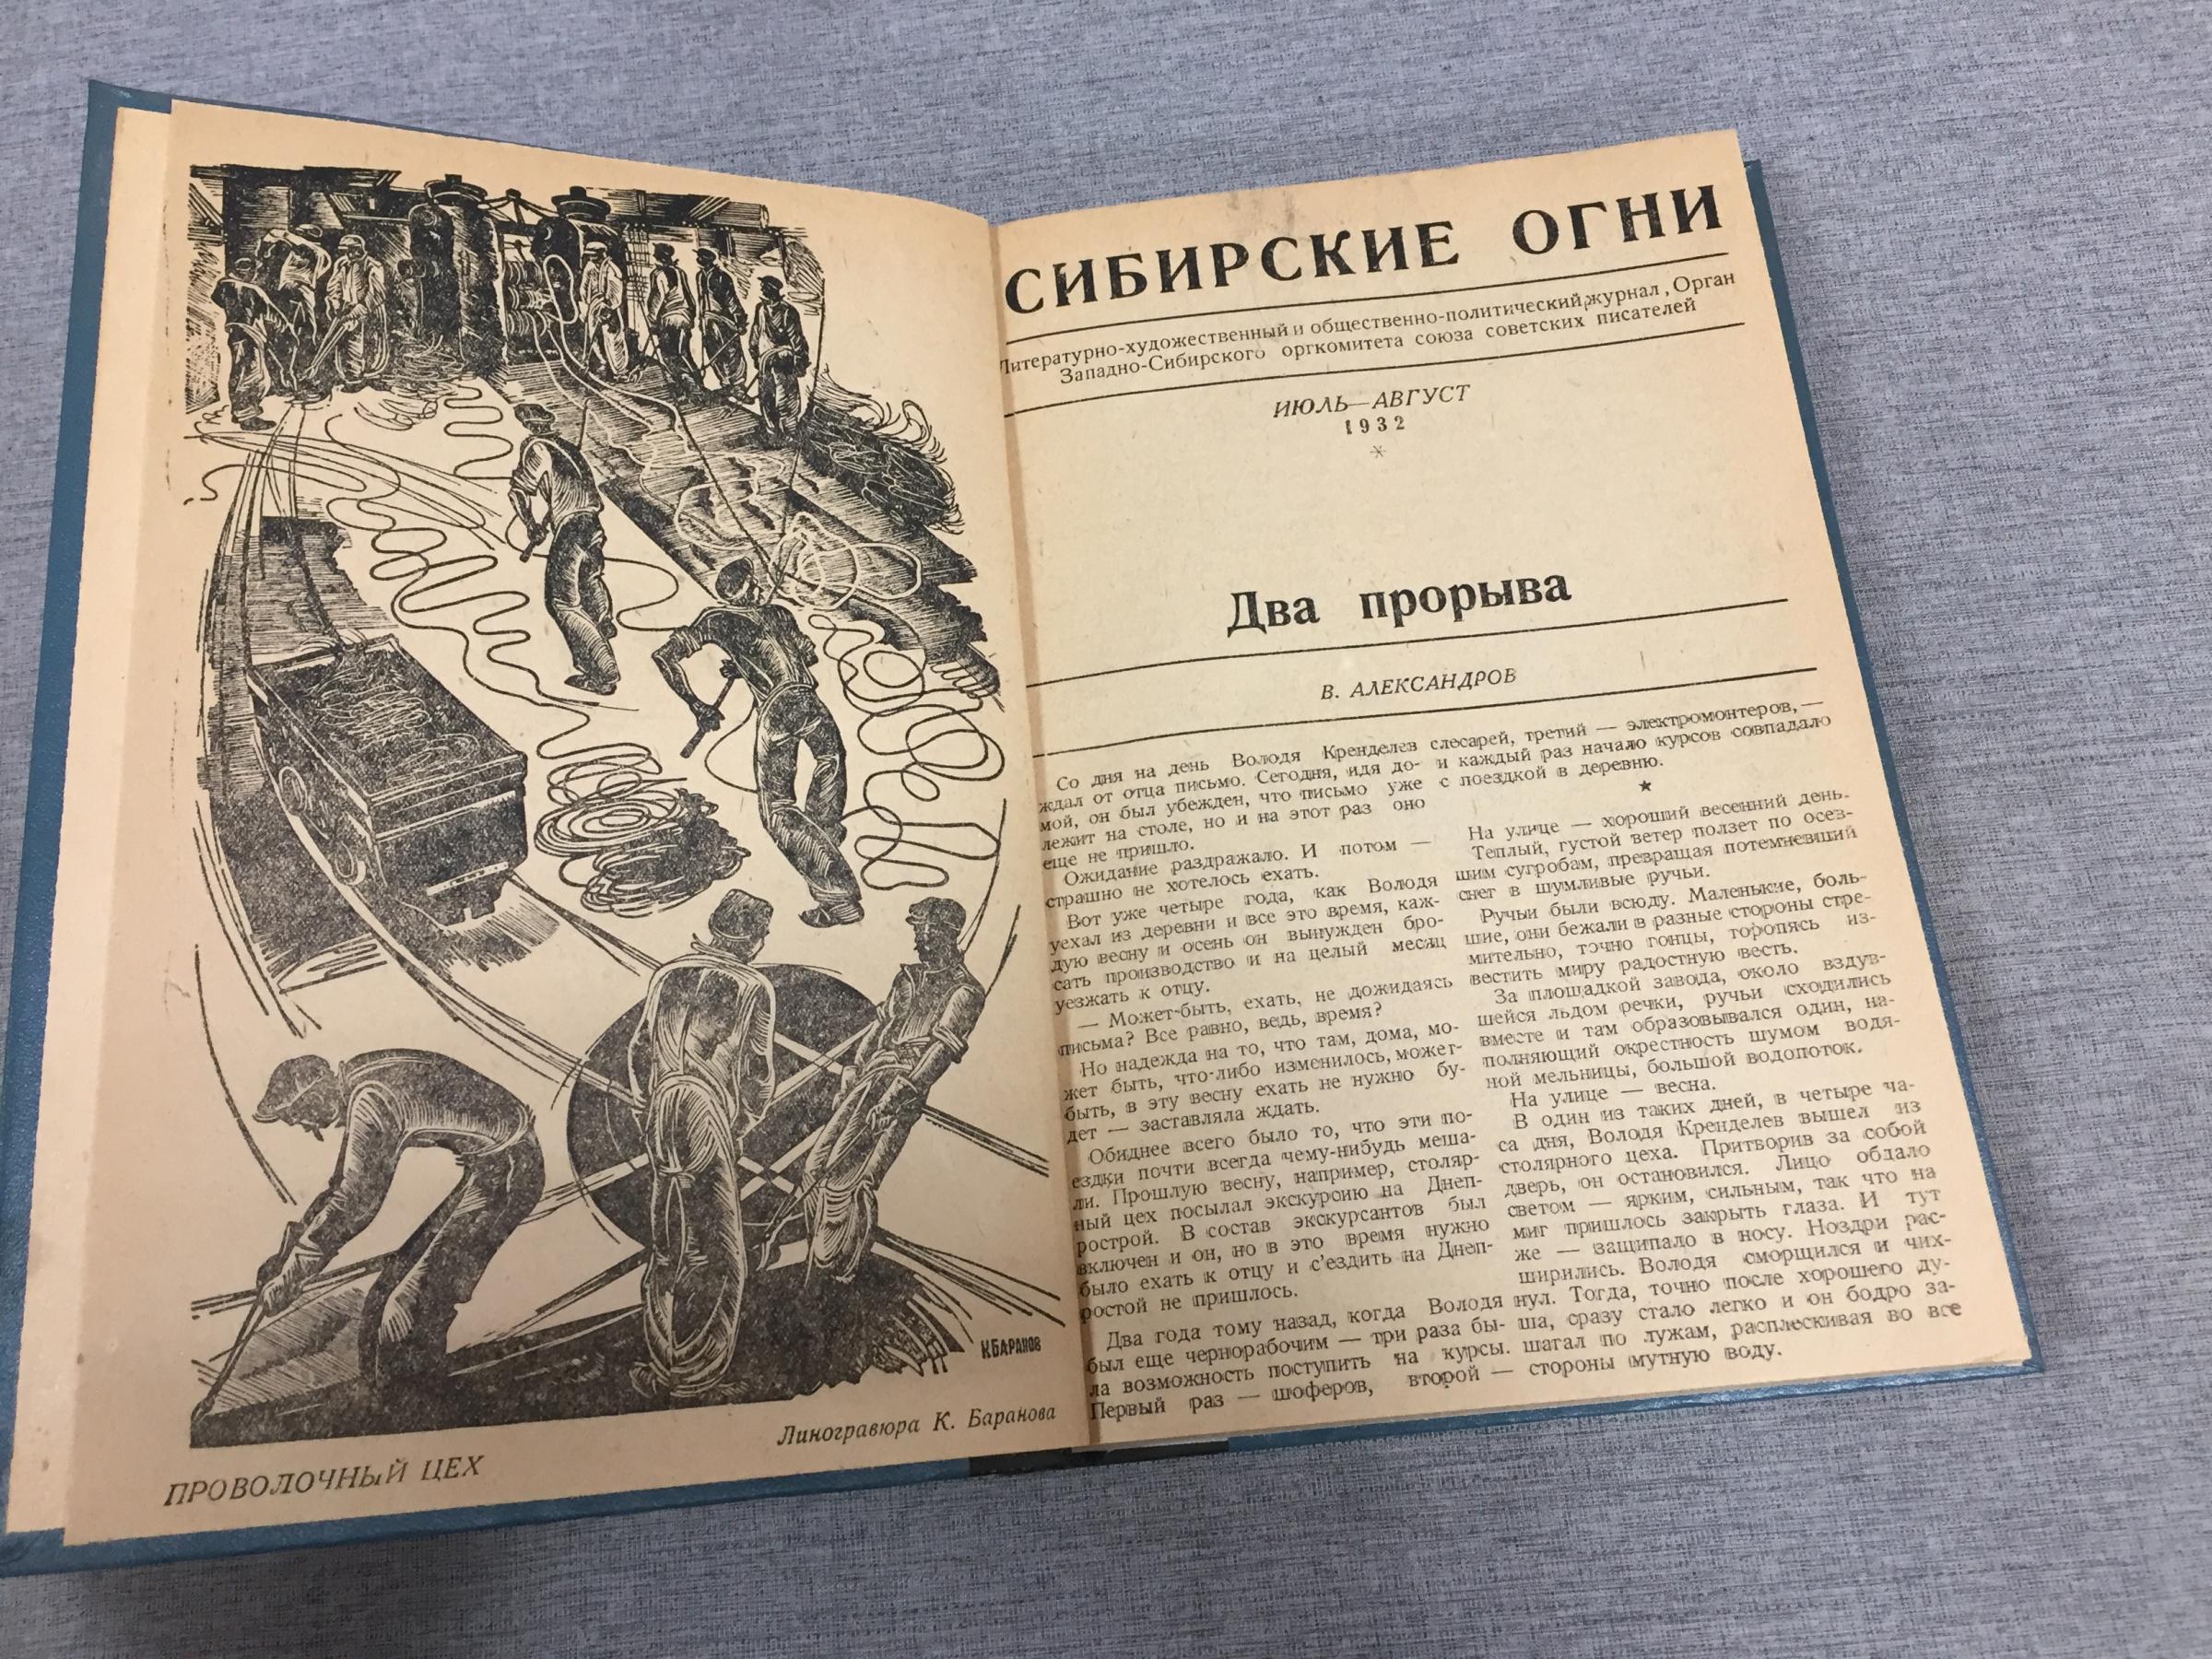 К БАРАНОВ
ПРОВОЛОЧНЫЙ ЦЕХ
Линогравюра К. Баранова
СИБИРСКИЕ ОГНИ
Литературно-художественный и общественно-политический журнал, Орган
Западно-Сибирского оргкомитета союза советских писателей
ИЮЛЬ—АВГУСТ
1932
*
Два прорыва
В. АЛЕКСАНДРОВ
Со дня на день Володя Кренделев
ждал от отца письмо. Сегодня, идя до-
мой, он был убежден, что письмо уже
лежит на столе, но и на этот раз оно
еще не пришло.
Ожидание раздражало. И потом —
страшно не хотелось ехать.
Вот уже четыре года, как Володя
уехал из деревни и все это время, каж-
дую весну и осень он вынужден бро-
сать производство и на целый месяц
уезжать к отцу.
— Может-быть, ехать, не дожидаясь
письма? Все равно, ведь, время?
Но надежда на то, что там, дома, мо-
жет быть, что-либо изменилось, может-
быть, в эту весну ехать не нужно бу-
дет — заставляла ждать.
Обиднее всего было то, что эти по-
ездки почти всегда чему-нибудь меша-
ли. Прошлую весну, например, столяр-
ный цех посылал экскурсию на Днеп-
рострой. В состав экскурсантов был
включен и он, но в это время нужно
было ехать к отцу и с'ездить на Днеп-
ростой не пришлось.
Два года тому назад, когда Володя
был еще чернорабочим — три раза бы-
ла возможность поступить на курсы.
Первый раз — шоферов, второй —
слесарей, третий — электромонтеров, —
и каждый раз начало курсов совпадало
с поездкой в деревню.
★
На улице — хороший весенний день.
Теплый, густой ветер ползет по осев-
шим сугробам, превращая потемневший
снег в шумливые ручьи.
Ручьи были всюду. Маленькие, боль-
шие, они бежали в разные стороны стре-
мительно, точно гонцы, торопясь из-
вестить миру радостную весть.
За площадкой завода, около вздув-
шейся льдом речки, ручьи сходились
вместе и там образовывался один, на-
полняющий окрестность шумом водя-
ной мельницы, большой водопоток.
На улице — весна.
В один из таких дней, в четыре ча-
са дня, Володя Кренделев вышел из
столярного цеха. Притворив за собой
дверь, он остановился. Лицо обдало
светом — ярким, сильным, так что на
миг пришлось закрыть глаза. И тут
же — защипало в носу. Ноздри рас-
ширились. Володя сморщился и чих-
нул. Тогда, точно после хорошего ду-
ша, сразу стало легко и он бодро за-
шагал по лужам, расплескивая во все
стороны мутную воду.